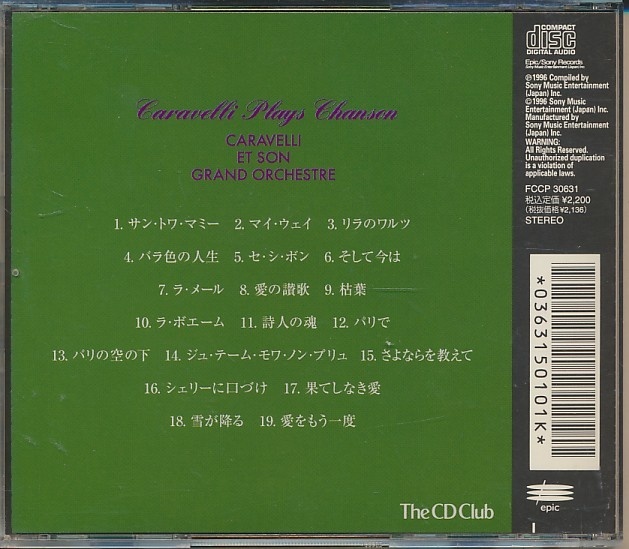 Caravelli Plays Chanson
CARAVELLI
ET SON
GRAND ORCHESTRE
1. サン・トワ・マミー 2. マイ・ウェイ 3. リラのワルツ
4. バラ色の人生 5. セ・シ・ボン 6. そして今は
7. ラ・メール 8. 愛の讃歌 9. 枯葉
10. ラ・ボエーム 11. 詩人の魂 12. パリで
13. パリの空の下 14. ジュ・テーム・モワ・ノン・プリュ 15. さよならを教えて
16. シェリーに口づけ 17. 果てしなき愛
18. 雪が降る 19. 愛をもう一度
The CD Club
COMPACT
disc
DIGITAL AUDIO
Epic/Sony Records
Sony Music Entertainment (Japan) Inc.
℗1996 Compiled by
Sony Music Entertainment
(Japan) Inc.
©1996 Sony Music
Entertainment (Japan) Inc.
Manufactured by
Sony Music Entertainment
(Japan) Inc.
WARNING:
All Rights Reserved.
Unauthorized duplication
is a violation of
applicable laws.
FCCP 30631
税込定価 ¥2,200
(税抜価格¥2,136)
STEREO
*0363150101K*
epic
I